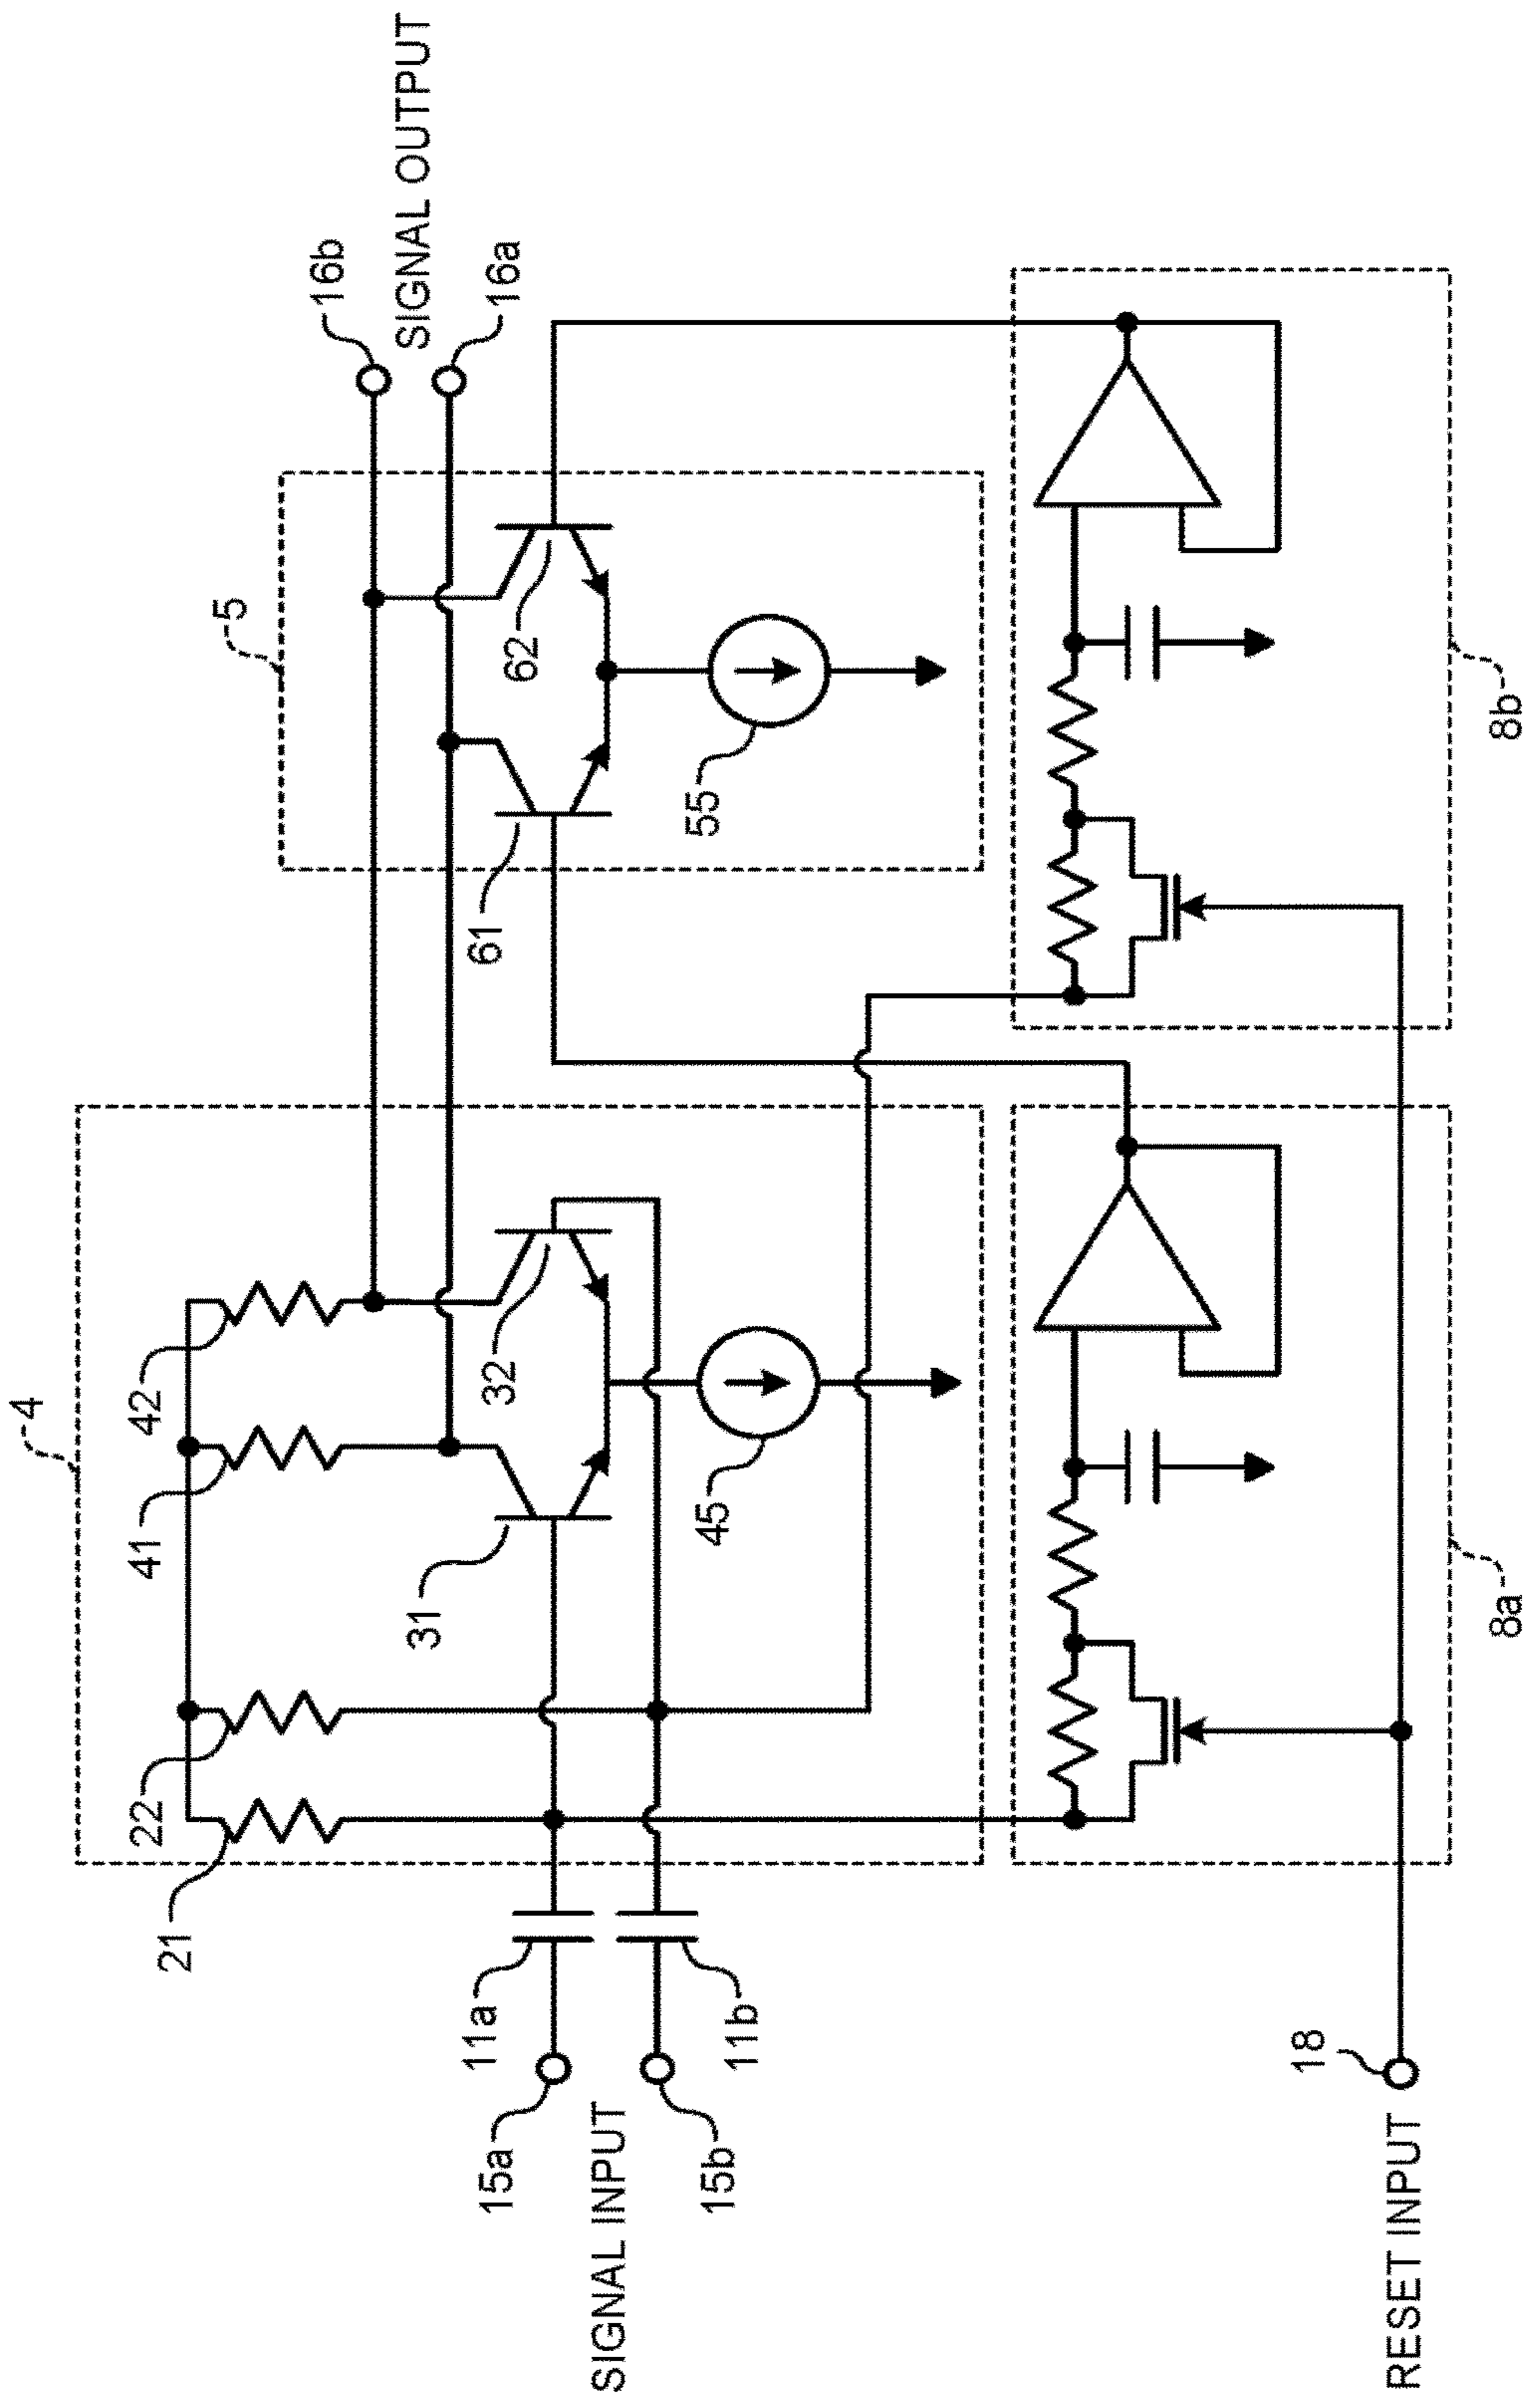 4
5
21
22
41
42
16b
SIGNAL OUTPUT
16a
31
32
61
62
11a
15a
SIGNAL INPUT
15b
11b
45
55
18
RESET INPUT
8a
8b